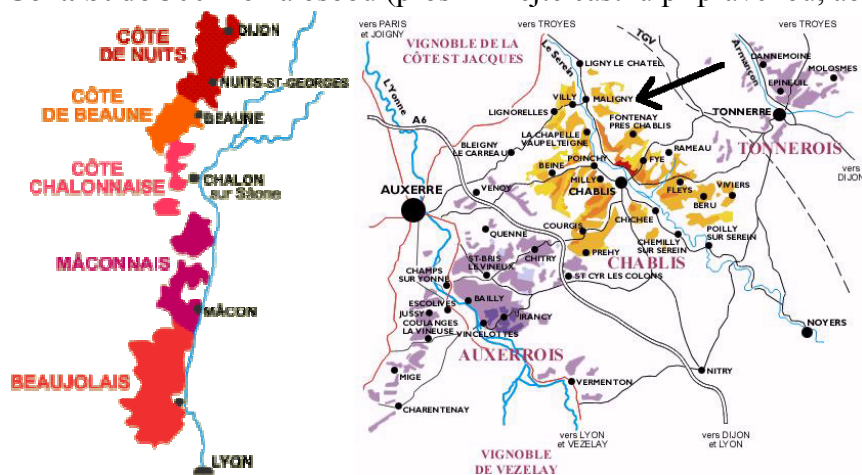 DIJON
CÔTE
DE NUITS
NUITS-ST-GEORGES
CÔTE
DE BEAUNE
BEAUNE
CÔTE
CHALONNAISE
CHALON
sur Sâone
MÂCONNAIS
MÂCON
BEAUJOLAIS
LYON
vers PARIS
et JOIGNY
VIGNOBLE DE LA
CÔTE ST JACQUES
vers TROYES
Le Serein
TGV
Armançon
vers TROYES
LIGNY LE CHATEL
DANNEMOINE
MOLOSMES
EPINEUIL
L'Yonne
VILLY
MALIGNY
LIGNORELLES
TONNERRE
A6
FONTENAY
PRES CHABLIS
LA CHAPELLE
VAUPELTEIGNE
TONNEROIS
BLEIGNY
LE CARREAU
RAMEAU
POINCHY
FYE
vers
DIJON
BEINE
MILLY
CHABLIS
FLEYS
VIVIERS
BERU
AUXERRE
VENOY
CHICHEE
COURGIS
POILLY
SUR SEREIN
QUENNE
CHEMILLY
SUR SEREIN
CHITRY
PREHY
CHABLIS
ST-BRIS
LE VINEUX
ST CYR LES COLONS
CHAMPS
SUR YONNE
BAILLY
ESCOLIVES
JUSSY
IRANCY
COULANGES
LA VINEUSE
VINCELOTTES
NOYERS
AUXERROIS
MIGE
NITRY
VERMENTON
CHARENTENAY
vers LYON
et VEZELAY
vers DIJON
et LYON
VIGNOBLE
DE VEZELAY